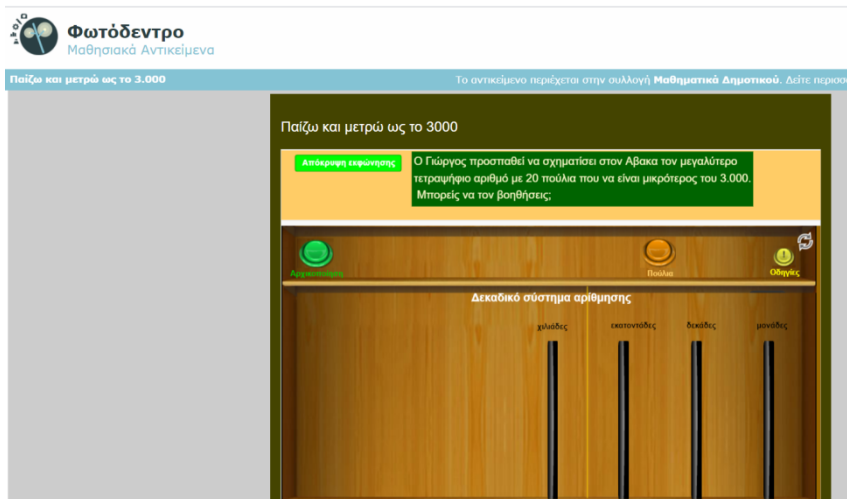 Φωτόδεντρο
Μαθησιακά Αντικείμενα
Παίζω και μετρώ ως το 3.000
Το αντικείμενο περιέχεται στην συλλογή Μαθηματικά Δημοτικού. Δείτε
Παίζω και μετρώ ως το 3000
Απόκρυψη εκφώνησης
Ο Γιώργος προσπαθεί να σχηματίσει στον Άβακα τον μεγαλύτερο
τετραψήφιο αριθμό με 20 πούλια που να είναι μικρότερος του 3.000.
Μπορείς να τον βοηθήσεις;
Αρχικοποίηση
Πούλια
Οδηγίες
Δεκαδικό σύστημα αρίθμησης
χιλιάδες εκατοντάδες δεκάδες μονάδες